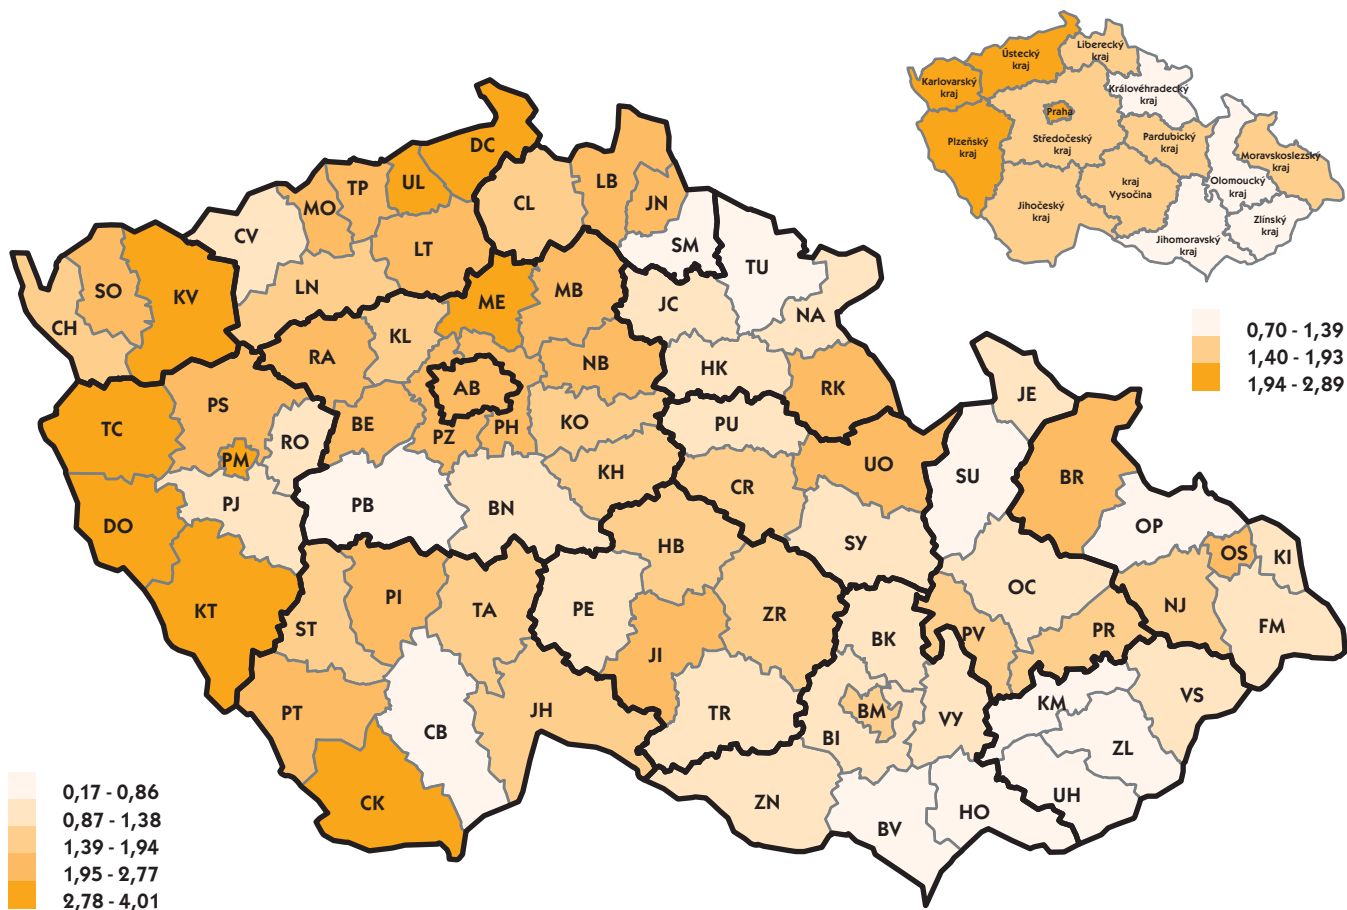 Ústecký
kraj
Liberecký
kraj
Karlovarský
kraj
Královéhradecký
kraj
Praha
Plzeňský
kraj
Středočeský
kraj
Pardubický
kraj
Moravskoslezský
kraj
kraj
Vysočina
Olomoucký
kraj
Jihočeský
kraj
Zlínský
kraj
Jihomoravský
kraj
0,70 - 1,39
1,40 - 1,93
1,94 - 2,89
DC
TP
UL
LB
MO
CL
JN
CV
LT
SM
TU
SO
KV
LN
ME
MB
JC
NA
CH
KL
RA
NB
HK
RK
AB
JE
PS
TC
BE
PZ
PH
KO
PU
RO
PM
UO
KH
CR
SU
BR
PJ
PB
BN
DO
OP
HB
SY
OS
KI
OC
KT
PI
TA
PE
ZR
NJ
ST
BK
PV
PR
FM
JI
PT
JH
TR
BM
VY
KM
VS
CB
BI
ZL
CK
ZN
BV
HO
UH
0,17 - 0,86
0,87 - 1,38
1,39 - 1,94
1,95 - 2,77
2,78 - 4,01